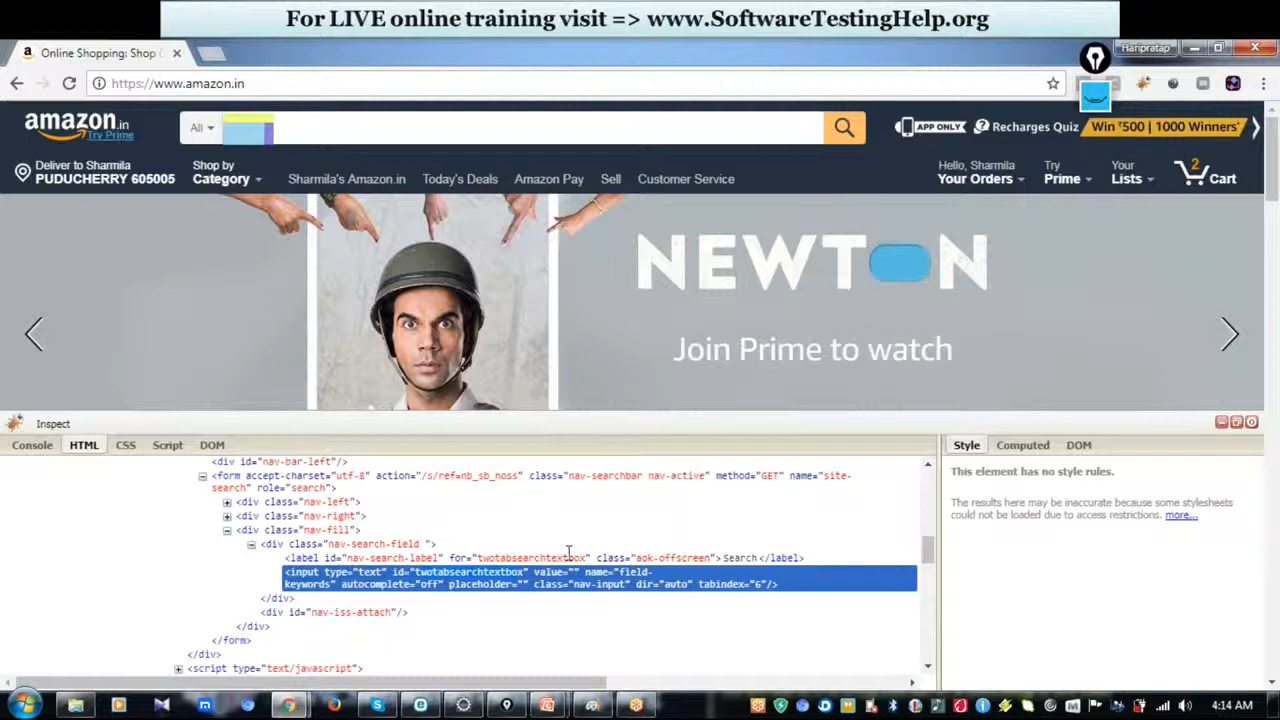 For LIVE online training visit => www.SoftwareTestingHelp.org
Online Shopping: Shop
Haripratap
https://www.amazon.in
amazon.in
Try Prime
All
APP ONLY
Recharges Quiz
Win ₹500 | 1000 Winners*
Deliver to Sharmila
PUDUCHERRY 605005
Shop by
Category
Sharmila's Amazon.in
Today's Deals
Amazon Pay
Sell
Customer Service
Hello, Sharmila
Your Orders
Try
Prime
Your
Lists
2
Cart
NEWTON
Join Prime to watch
Inspect
Console
HTML
CSS
Script
DOM
Style
Computed
DOM
<div id="nav-bar-left"/>
<form accept-charset="utf-8" action="/s/ref=nb_sb_noss" class="nav-searchbar nav-active" method="GET" name="site-
search" role="search">
<div class="nav-left">
<div class="nav-right">
<div class="nav-fill">
<div class="nav-search-field ">
<label id="nav-search-label" for="twotabsearchtextbox" class="aok-offscreen">Search</label>
<input type="text" id="twotabsearchtextbox" value="" name="field-
keywords" autocomplete="off" placeholder="" class="nav-input" dir="auto" tabindex="6"/>
</div>
<div id="nav-iss-attach"/>
</div>
</form>
</div>
<script type="text/javascript">
This element has no style rules.
The results here may be inaccurate because some stylesheets
could not be loaded due to access restrictions. more...
4:14 AM